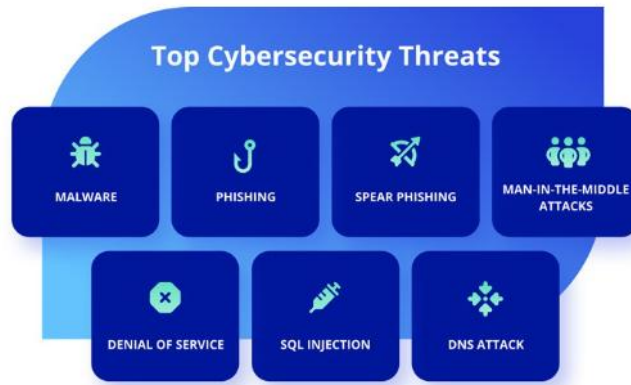 Top Cybersecurity Threats
MALWARE
PHISHING
SPEAR PHISHING
MAN-IN-THE-MIDDLE
ATTACKS
DENIAL OF SERVICE
SQL INJECTION
DNS ATTACK